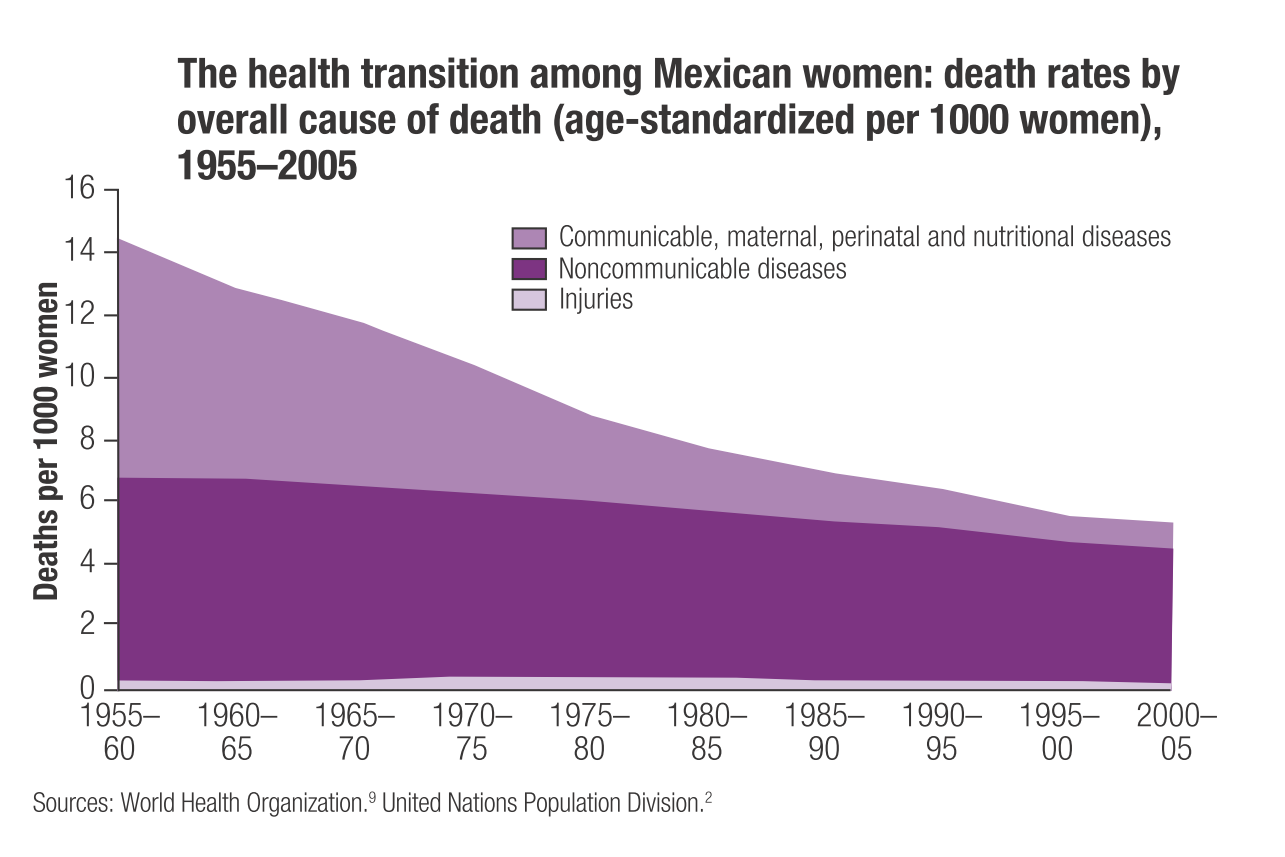 The health transition among Mexican women: death rates by
overall cause of death (age-standardized per 1000 women),
1955–2005
Communicable, maternal, perinatal and nutritional diseases
Noncommunicable diseases
Injuries
Deaths per 1000 women
16
14
12
10
8
6
4
2
0
1955–60
1960–65
1965–70
1970–75
1975–80
1980–85
1985–90
1990–95
1995–00
2000–05
Sources: World Health Organization.⁹ United Nations Population Division.²